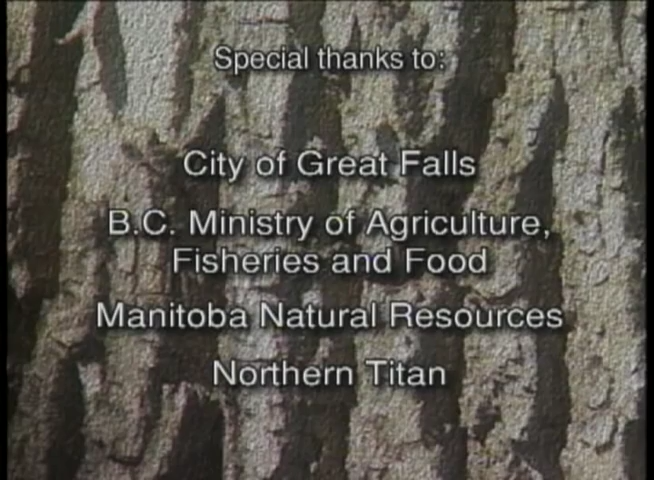 Special thanks to:
City of Great Falls
B.C. Ministry of Agriculture,
Fisheries and Food
Manitoba Natural Resources
Northern Titan